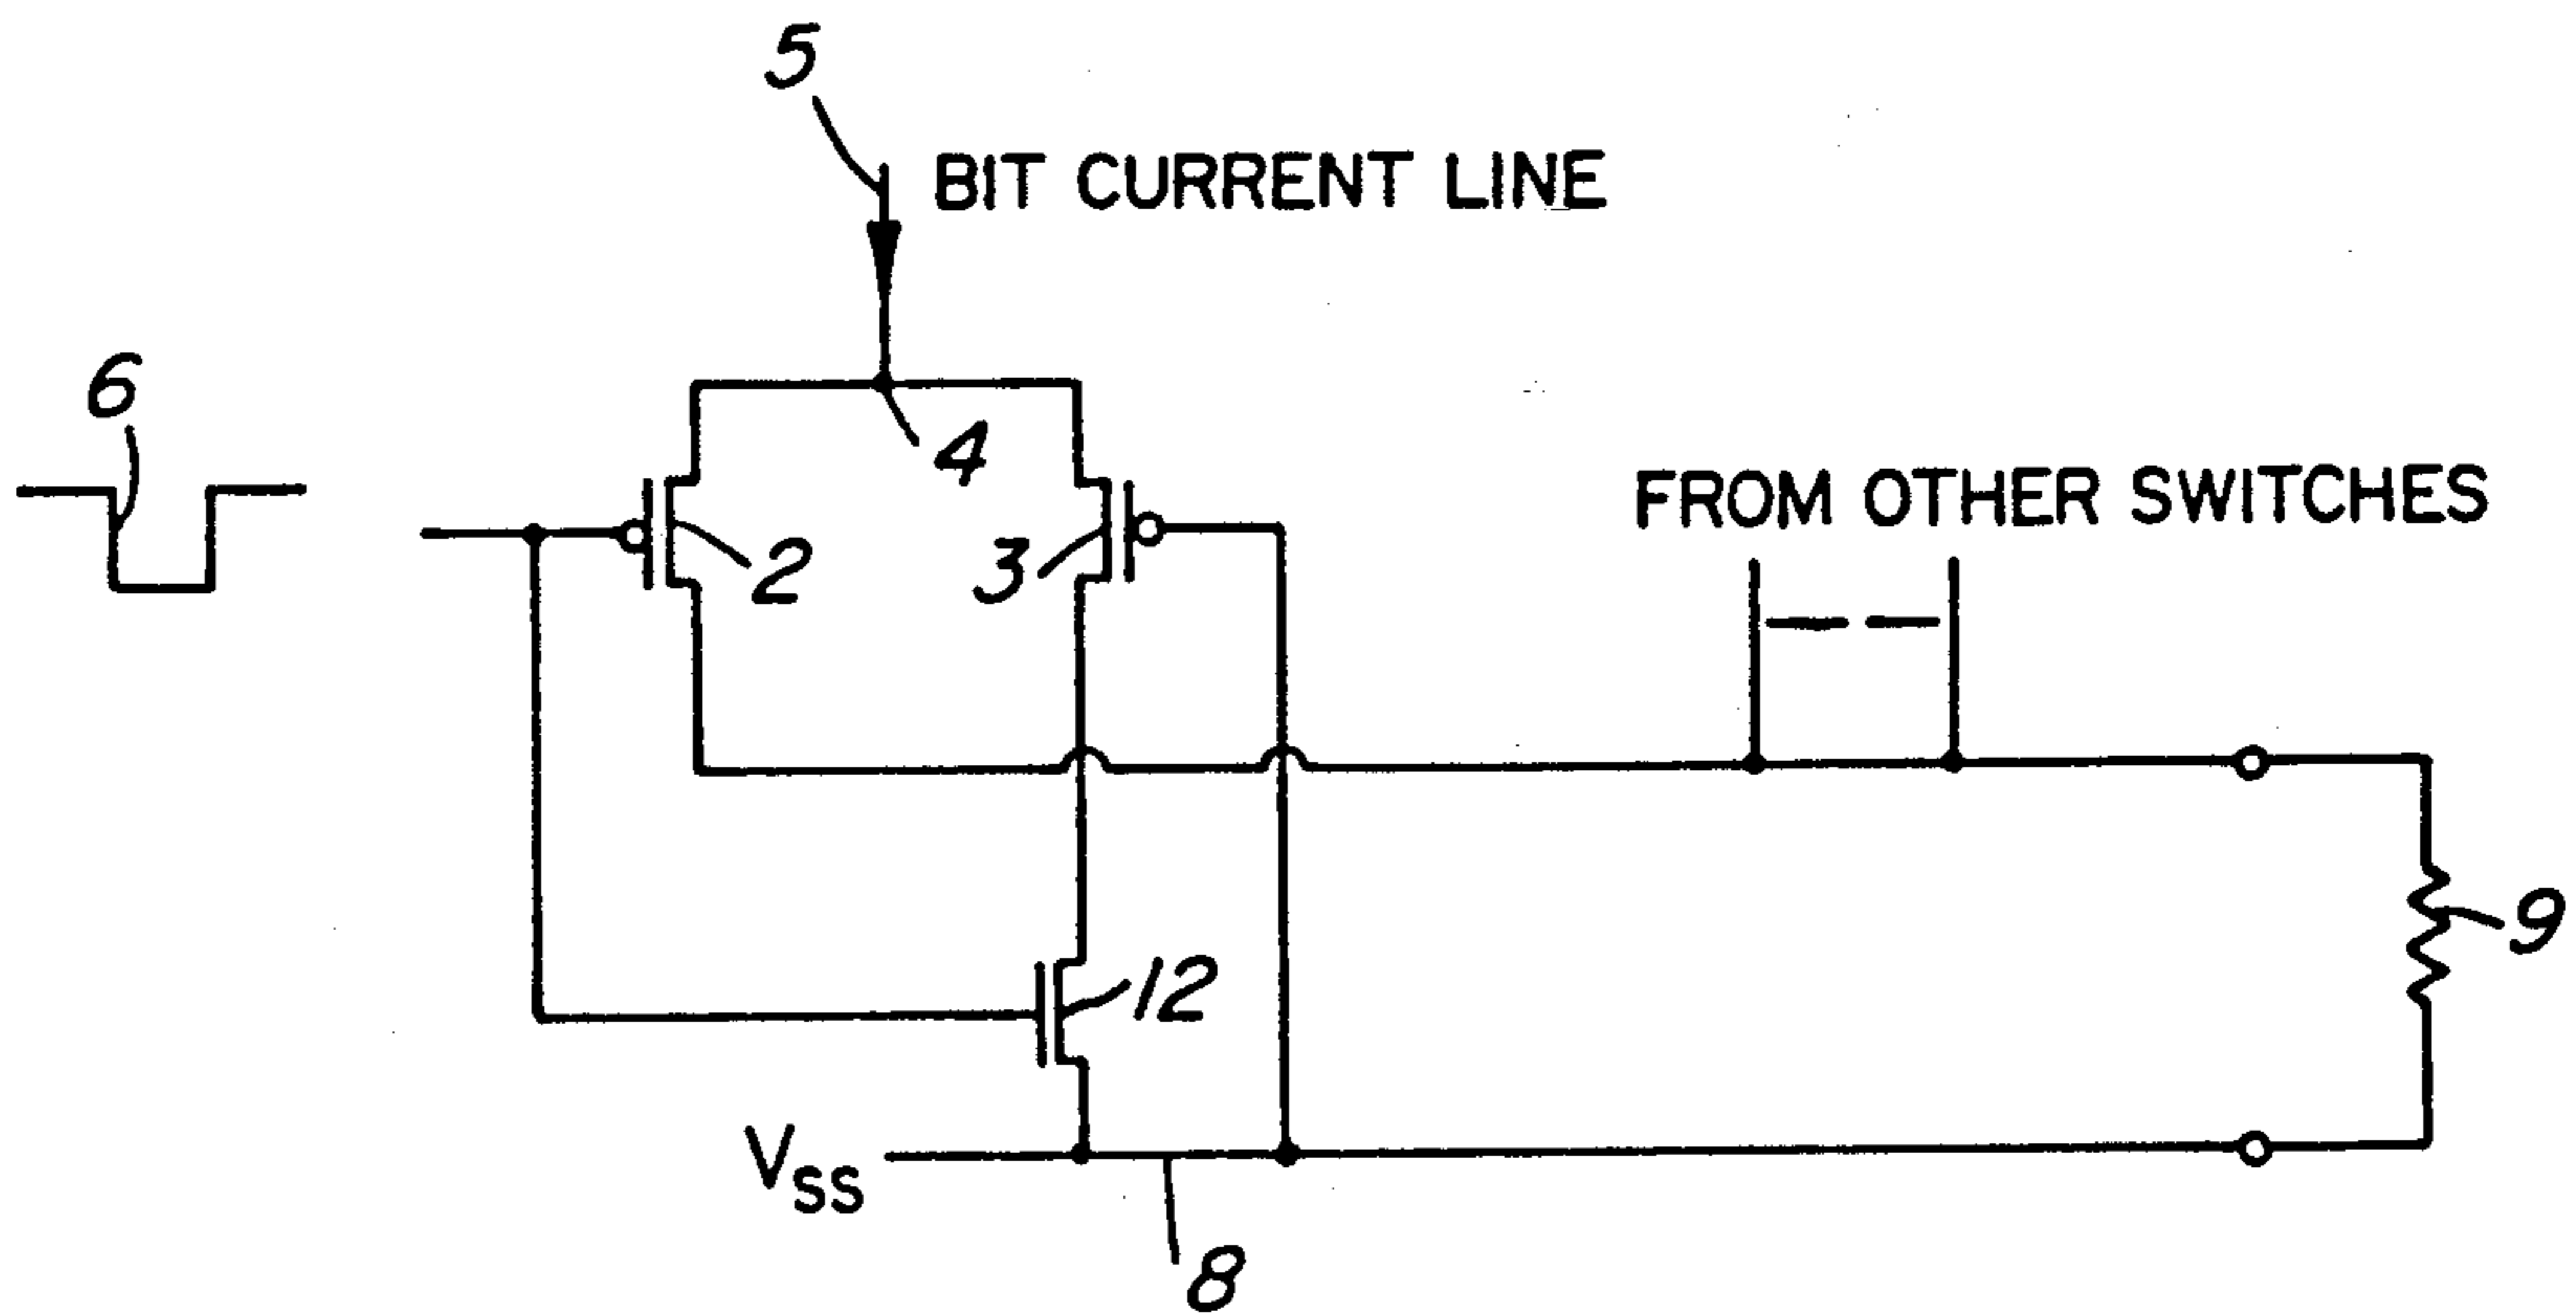 5
BIT CURRENT LINE
6
4
FROM OTHER SWITCHES
2
3
9
12
VSS
8